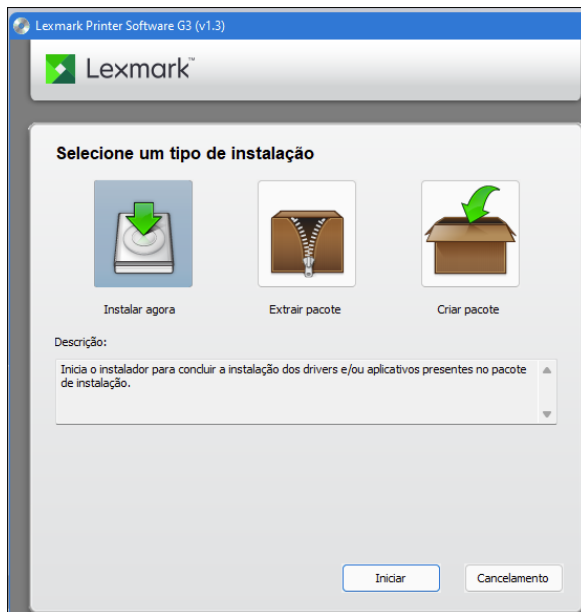 Lexmark Printer Software G3 (v1.3)
Lexmark™
Selecione um tipo de instalação
Instalar agora
Extrair pacote
Criar pacote
Descrição:
Inicia o instalador para concluir a instalação dos drivers e/ou aplicativos presentes no pacote
de instalação.
Iniciar
Cancelamento